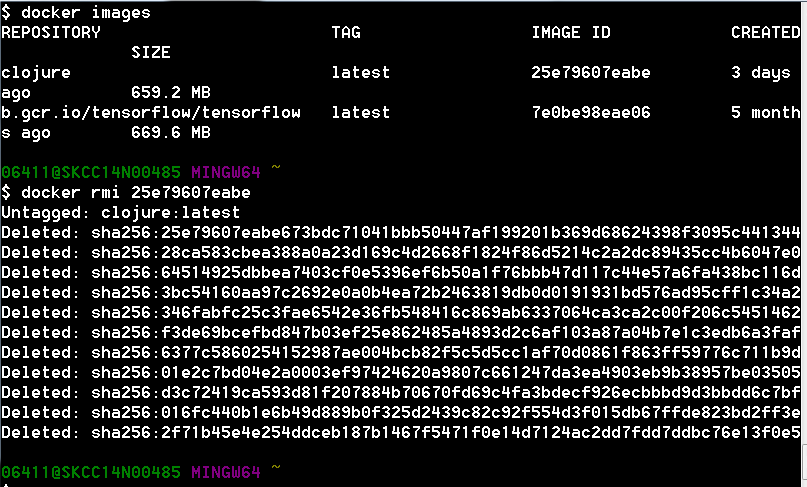 $ docker images
REPOSITORY                       TAG                 IMAGE ID            CREATED
             SIZE
clojure                          latest              25e79607eabe        3 days
ago          659.2 MB
b.gcr.io/tensorflow/tensorflow   latest              7e0be98eae06        5 month
s ago        669.6 MB
06411@SKCC14N00485 MINGW64 ~
$ docker rmi 25e79607eabe
Untagged: clojure:latest
Deleted: sha256:25e79607eabe673bdc71041bbb50447af199201b369d68624398f3095c441344
Deleted: sha256:28ca583cbea388a0a23d169c4d2668f1824f86d5214c2a2dc89435cc4b6047e0
Deleted: sha256:64514925dbbea7403cf0e5396ef6b50a1f76bbb47d117c44e57a6fa438bc116d
Deleted: sha256:3bc54160aa97c2692e0a0b4ea72b2463819db0d0191931bd576ad95cff1c34a2
Deleted: sha256:346fabfc25c3fae6542e36fb548416c869ab6337064ca3ca2c00f206c5451462
Deleted: sha256:f3de69bcefbd847b03ef25e862485a4893d2c6af103a87a04b7e1c3edb6a3faf
Deleted: sha256:6377c5860254152987ae004bcb82f5c5d5cc1af70d0861f863ff59776c711b9d
Deleted: sha256:01e2c7bd04e2a0003ef97424620a9807c661247da3ea4903eb9b38957be03505
Deleted: sha256:d3c72419ca593d81f207884b70670fd69c4fa3bdecf926ecbbbd9d3bbdd6c7bf
Deleted: sha256:016fc440b1e6b49d889b0f325d2439c82c92f554d3f015db67ffde823bd2ff3e
Deleted: sha256:2f71b45e4e254ddceb187b1467f5471f0e14d7124ac2dd7fdd7ddbc76e13f0e5
06411@SKCC14N00485 MINGW64 ~